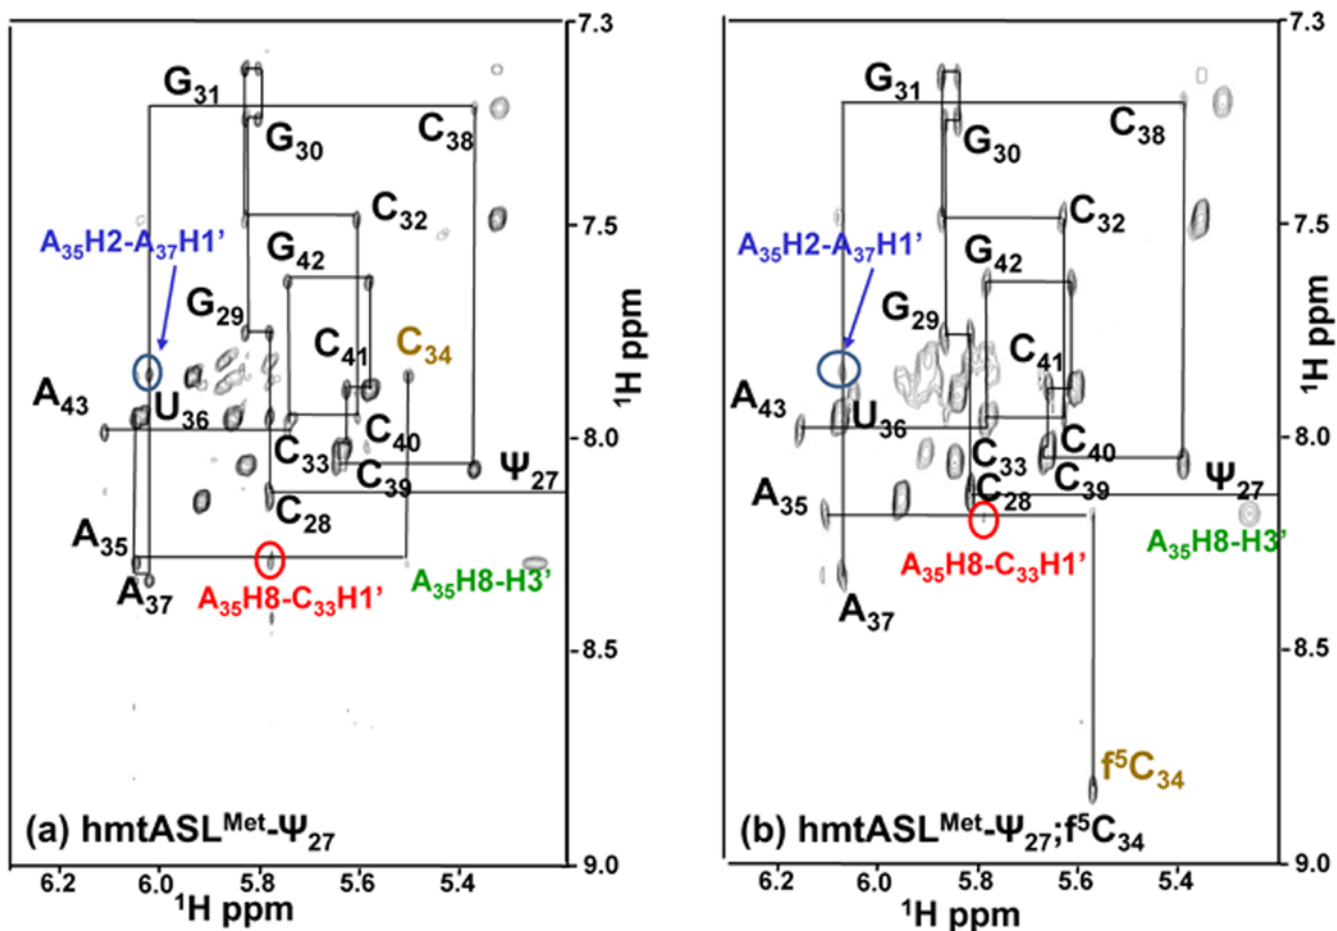 7.3
G₃₁
C₃₈
G₃₀
C₃₂
7.5
A₃₅H2-A₃₇H1’
G₄₂
G₂₉
C₄₁
C₃₄
¹H ppm
A₄₃
U₃₆
8.0
C₃₃
C₄₀
C₃₉
Ψ₂₇
C₂₈
A₃₅
A₃₇
A₃₅H8-C₃₃H1’
A₃₅H8-H3’
8.5
(a) hmtASLᴹᵉᵗ-Ψ₂₇
9.0
6.2 6.0 5.8 5.6 5.4
¹H ppm
7.3
G₃₁
C₃₈
G₃₀
C₃₂
7.5
A₃₅H2-A₃₇H1’
G₄₂
G₂₉
C₄₁
¹H ppm
A₄₃
U₃₆
8.0
C₃₃
C₄₀
C₃₉
Ψ₂₇
C₂₈
A₃₅
A₃₅H8-C₃₃H1’
A₃₅H8-H3’
A₃₇
8.5
f⁵C₃₄
(b) hmtASLᴹᵉᵗ-Ψ₂₇;f⁵C₃₄
9.0
6.2 6.0 5.8 5.6 5.4
¹H ppm